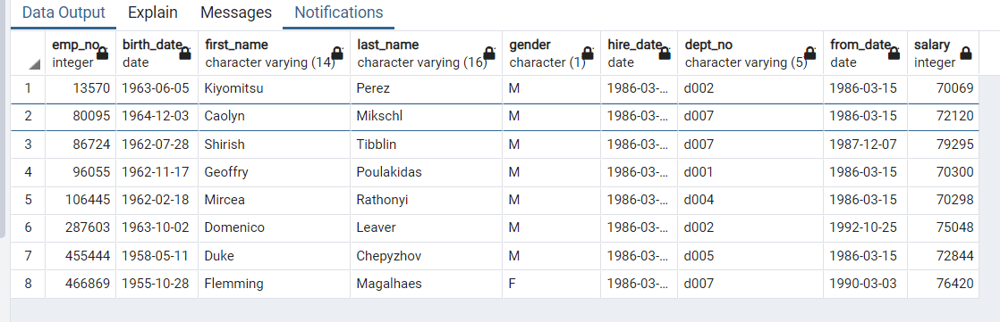 Data Output Explain Messages Notifications
emp_no birth_date first_name last_name gender hire_date dept_no from_date salary
integer date character varying (14) character varying (16) character (1) date character varying (5) date integer
1 13570 1963-06-05 Kiyomitsu Perez M 1986-03-... d002 1986-03-15 70069
2 80095 1964-12-03 Caolyn Mikschl M 1986-03-... d007 1986-03-15 72120
3 86724 1962-07-28 Shirish Tibblin M 1986-03-... d007 1987-12-07 79295
4 96055 1962-11-17 Geoffry Poulakidas M 1986-03-... d001 1986-03-15 70300
5 106445 1962-02-18 Mircea Rathonyi M 1986-03-... d004 1986-03-15 70298
6 287603 1963-10-02 Domenico Leaver M 1986-03-... d002 1992-10-25 75048
7 455444 1958-05-11 Duke Chepyzhov M 1986-03-... d005 1986-03-15 72844
8 466869 1955-10-28 Flemming Magalhaes F 1986-03-... d007 1990-03-03 76420